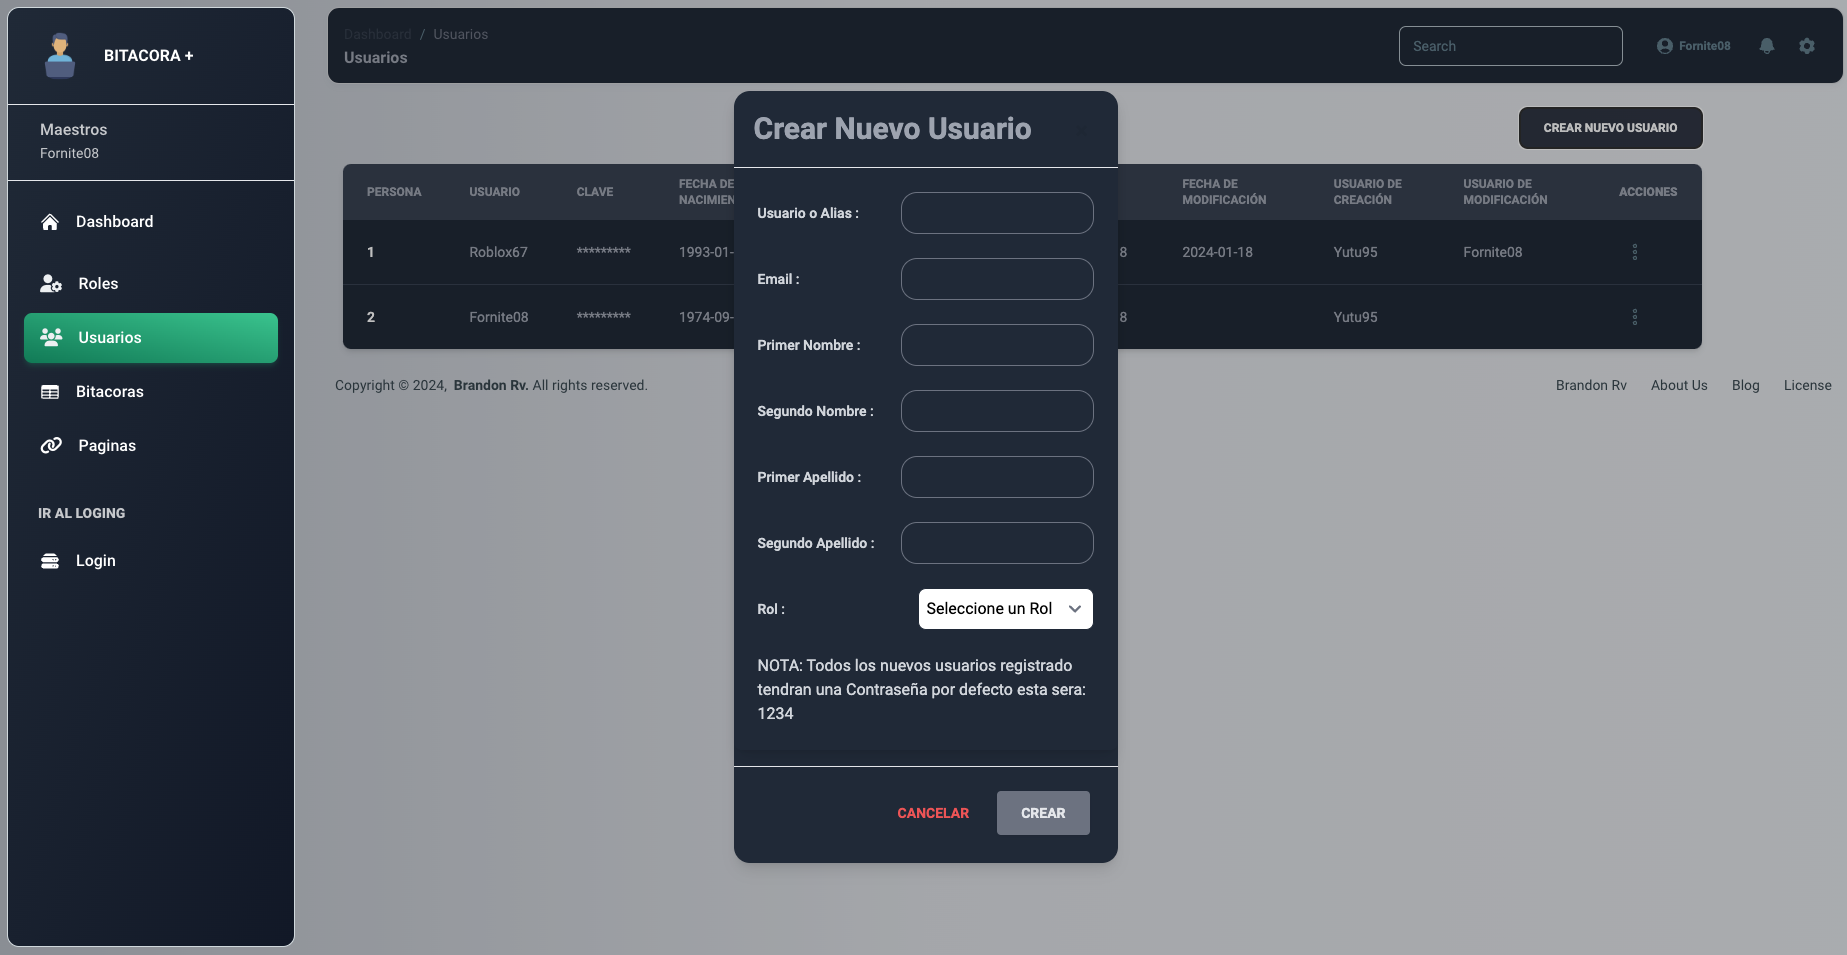 BITACORA +
Maestros
Fornite08
Dashboard
Roles
Usuarios
Bitacoras
Paginas
IR AL LOGING
Login
Dashboard / Usuarios
Usuarios
Search
Fornite08
CREAR NUEVO USUARIO
PERSONA USUARIO CLAVE FECHA DE NACIMIEN FECHA DE MODIFICACIÓN USUARIO DE CREACIÓN USUARIO DE MODIFICACIÓN ACCIONES
1 Roblox67 ********* 1993-01- 8 2024-01-18 Yutu95 Fornite08
2 Fornite08 ********* 1974-09- 8 Yutu95
Copyright © 2024, Brandon Rv. All rights reserved.
Brandon Rv About Us Blog License
Crear Nuevo Usuario
Usuario o Alias :
Email :
Primer Nombre :
Segundo Nombre :
Primer Apellido :
Segundo Apellido :
Rol :
Seleccione un Rol
NOTA: Todos los nuevos usuarios registrado
tendran una Contraseña por defecto esta sera:
1234
CANCELAR
CREAR